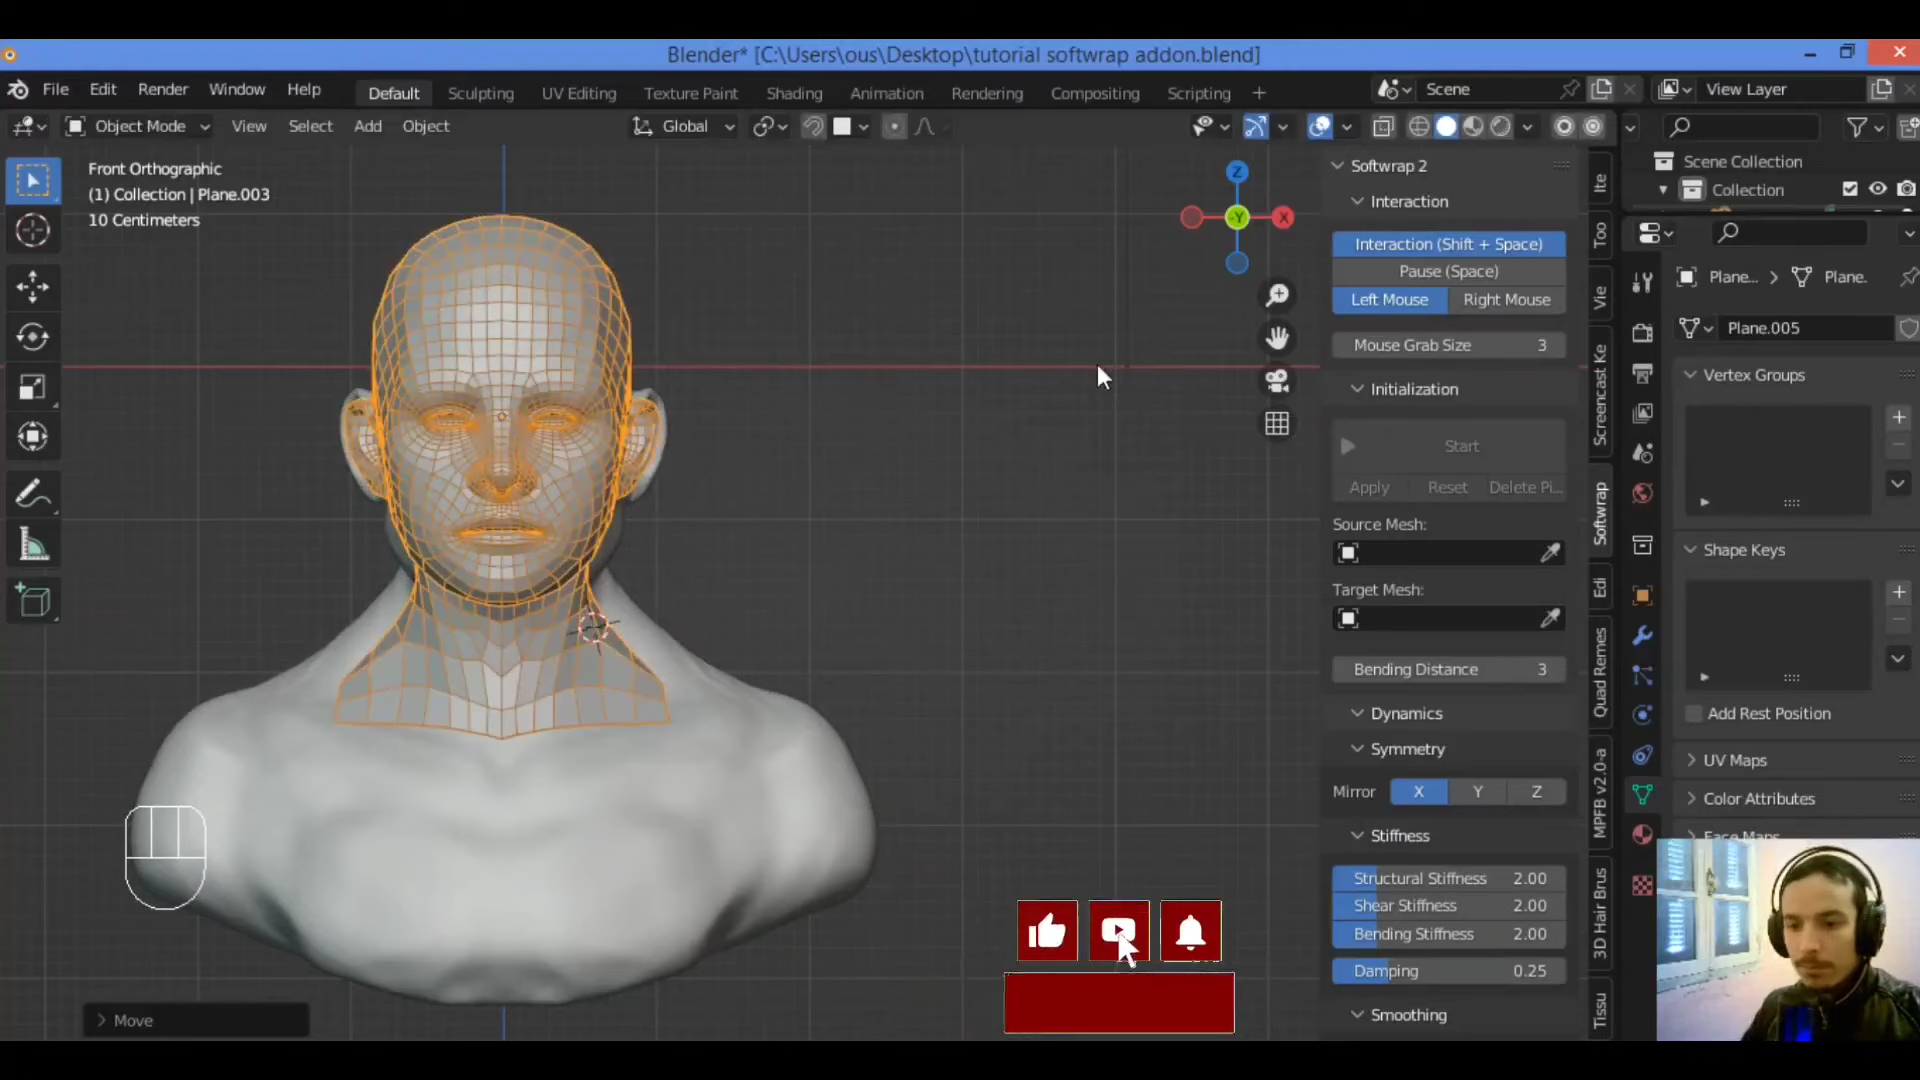 Blender* [C:\Users\ous\Desktop\tutorial softwrap addon.blend]
File Edit Render Window Help
Default Sculpting UV Editing Texture Paint Shading Animation Rendering Compositing Scripting +
Scene
View Layer
Object Mode View Select Add Object
Global
Front Orthographic
(1) Collection | Plane.003
10 Centimeters
Z
-Y
X
Softwrap 2
Interaction
Interaction (Shift + Space)
Pause (Space)
Left Mouse Right Mouse
Mouse Grab Size 3
Initialization
Start
Apply Reset Delete Pi...
Source Mesh:
Target Mesh:
Bending Distance 3
Dynamics
Symmetry
Mirror X Y Z
Stiffness
Structural Stiffness 2.00
Shear Stiffness 2.00
Bending Stiffness 2.00
Damping 0.25
Smoothing
Ite
Too
Vie
Screencast Ke
Softwrap
Edi
Quad Remes
MPFB v2.0-a
3D Hair Brus
Tissu
Scene Collection
Collection
Plane... > Plane.
Plane.005
Vertex Groups
Shape Keys
Add Rest Position
UV Maps
Color Attributes
Face Maps
Move